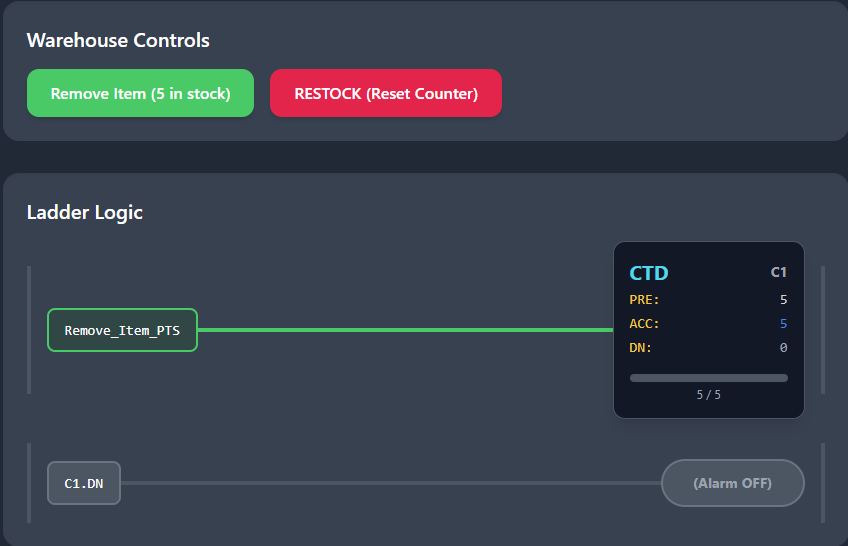 Warehouse Controls
Remove Item (5 in stock)
RESTOCK (Reset Counter)
Ladder Logic
CTD C1
PRE: 5
ACC: 5
DN: 0
5 / 5
Remove_Item_PTS
C1.DN
(Alarm OFF)